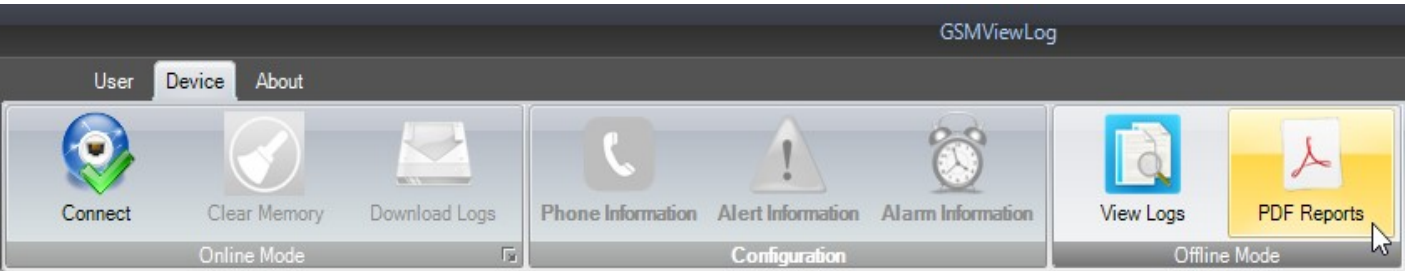 GSMViewLog
User Device About
Connect Clear Memory Download Logs Phone Information Alert Information Alarm Information View Logs PDF Reports
Online Mode Configuration Offline Mode